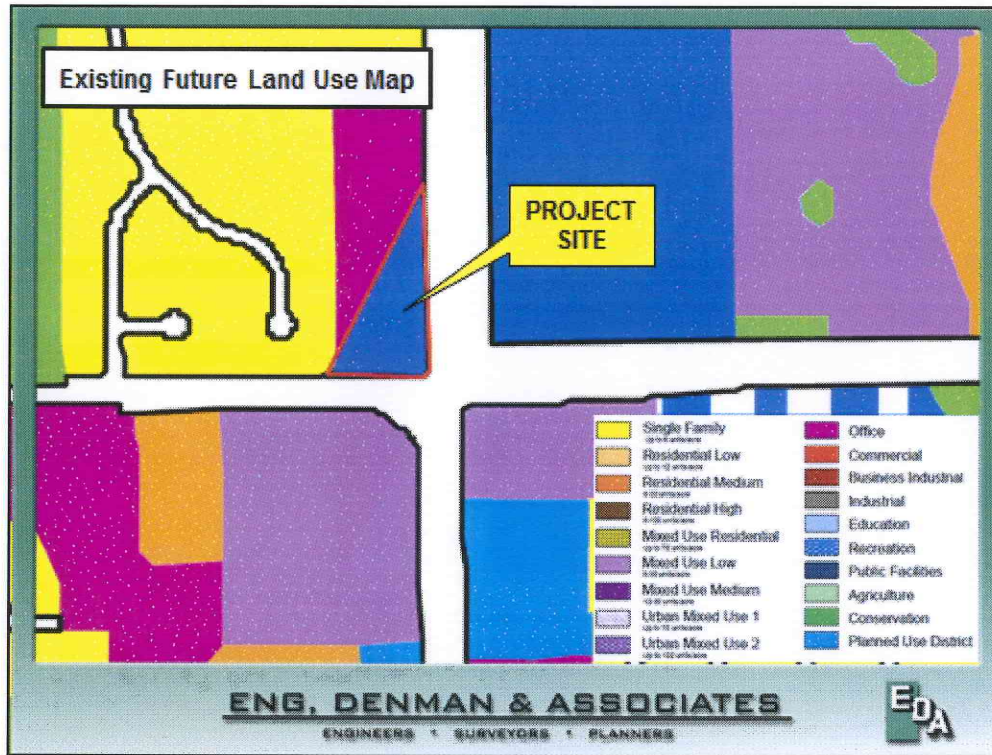 Existing Future Land Use Map
PROJECT
SITE
Single Family
Residential Low
Residential Medium
Residential High
Mixed Use Residential
Mixed Use Low
Mixed Use Medium
Urban Mixed Use 1
Urban Mixed Use 2
Office
Commercial
Business Industrial
Industrial
Education
Recreation
Public Facilities
Agriculture
Conservation
Planned Use District
ENG, DENMAN & ASSOCIATES
ENGINEERS • SURVEYORS • PLANNERS
EDA